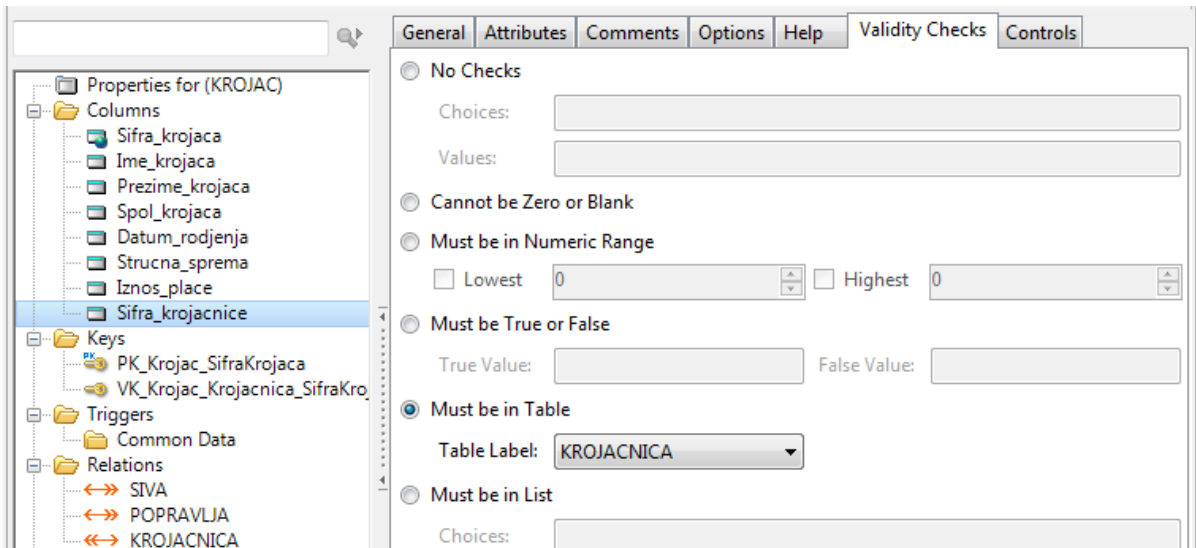 General Attributes Comments Options Help Validity Checks Controls
Properties for (KROJAC)
Columns
Sifra_krojaca
Ime_krojaca
Prezime_krojaca
Spol_krojaca
Datum_rodjenja
Strucna_sprema
Iznos_place
Sifra_krojacnice
Keys
PK_Krojac_SifraKrojaca
VK_Krojac_Krojacnica_SifraKroj
Triggers
Common Data
Relations
SIVA
POPRAVLJA
KROJACNICA
No Checks
Choices:
Values:
Cannot be Zero or Blank
Must be in Numeric Range
Lowest 0 Highest 0
Must be True or False
True Value: False Value:
Must be in Table
Table Label: KROJACNICA
Must be in List
Choices: